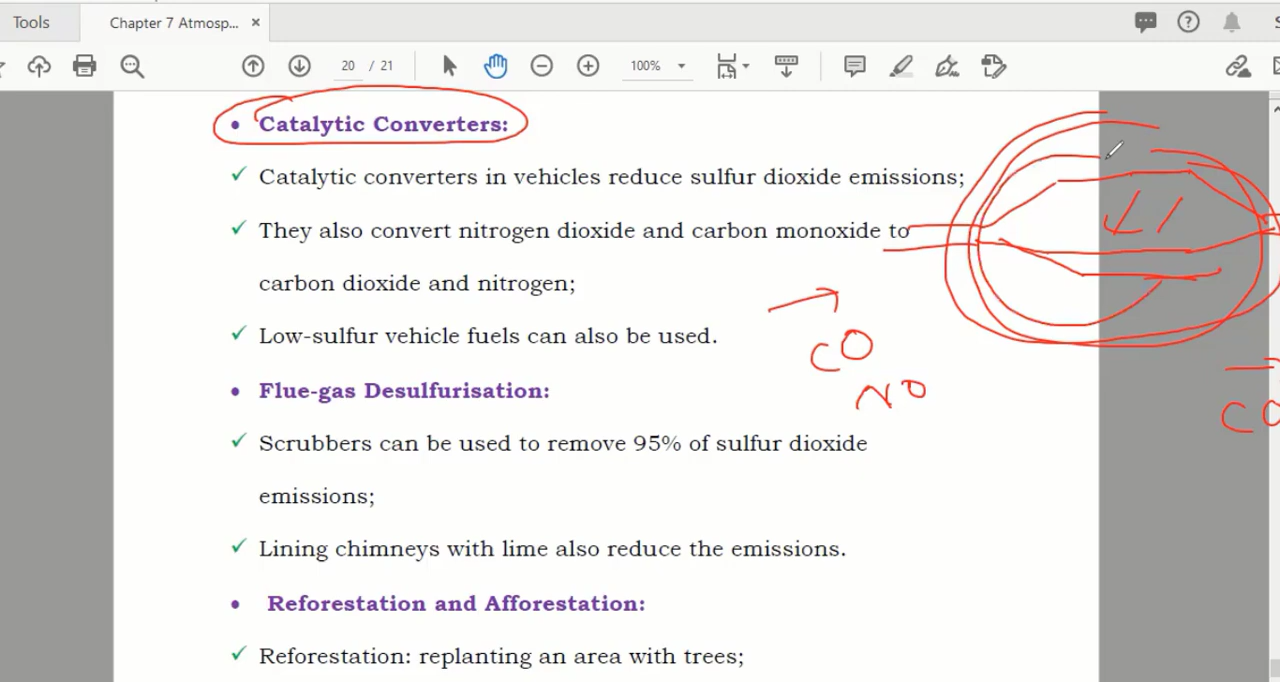 Tools
Chapter 7 Atmosp... ×
20 / 21
100%
• Catalytic Converters:
✓ Catalytic converters in vehicles reduce sulfur dioxide emissions;
✓ They also convert nitrogen dioxide and carbon monoxide to
carbon dioxide and nitrogen;
✓ Low-sulfur vehicle fuels can also be used.
CO
NO
CO
• Flue-gas Desulfurisation:
✓ Scrubbers can be used to remove 95% of sulfur dioxide
emissions;
✓ Lining chimneys with lime also reduce the emissions.
• Reforestation and Afforestation:
✓ Reforestation: replanting an area with trees;